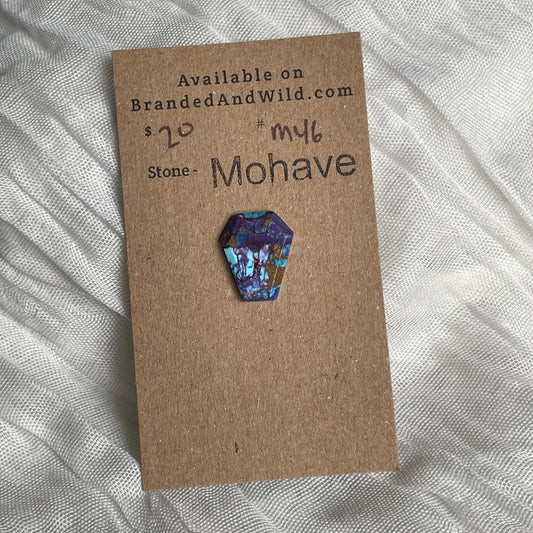 Available on
BrandedAndWild.com
$ 20 # M46
Stone - Mohave